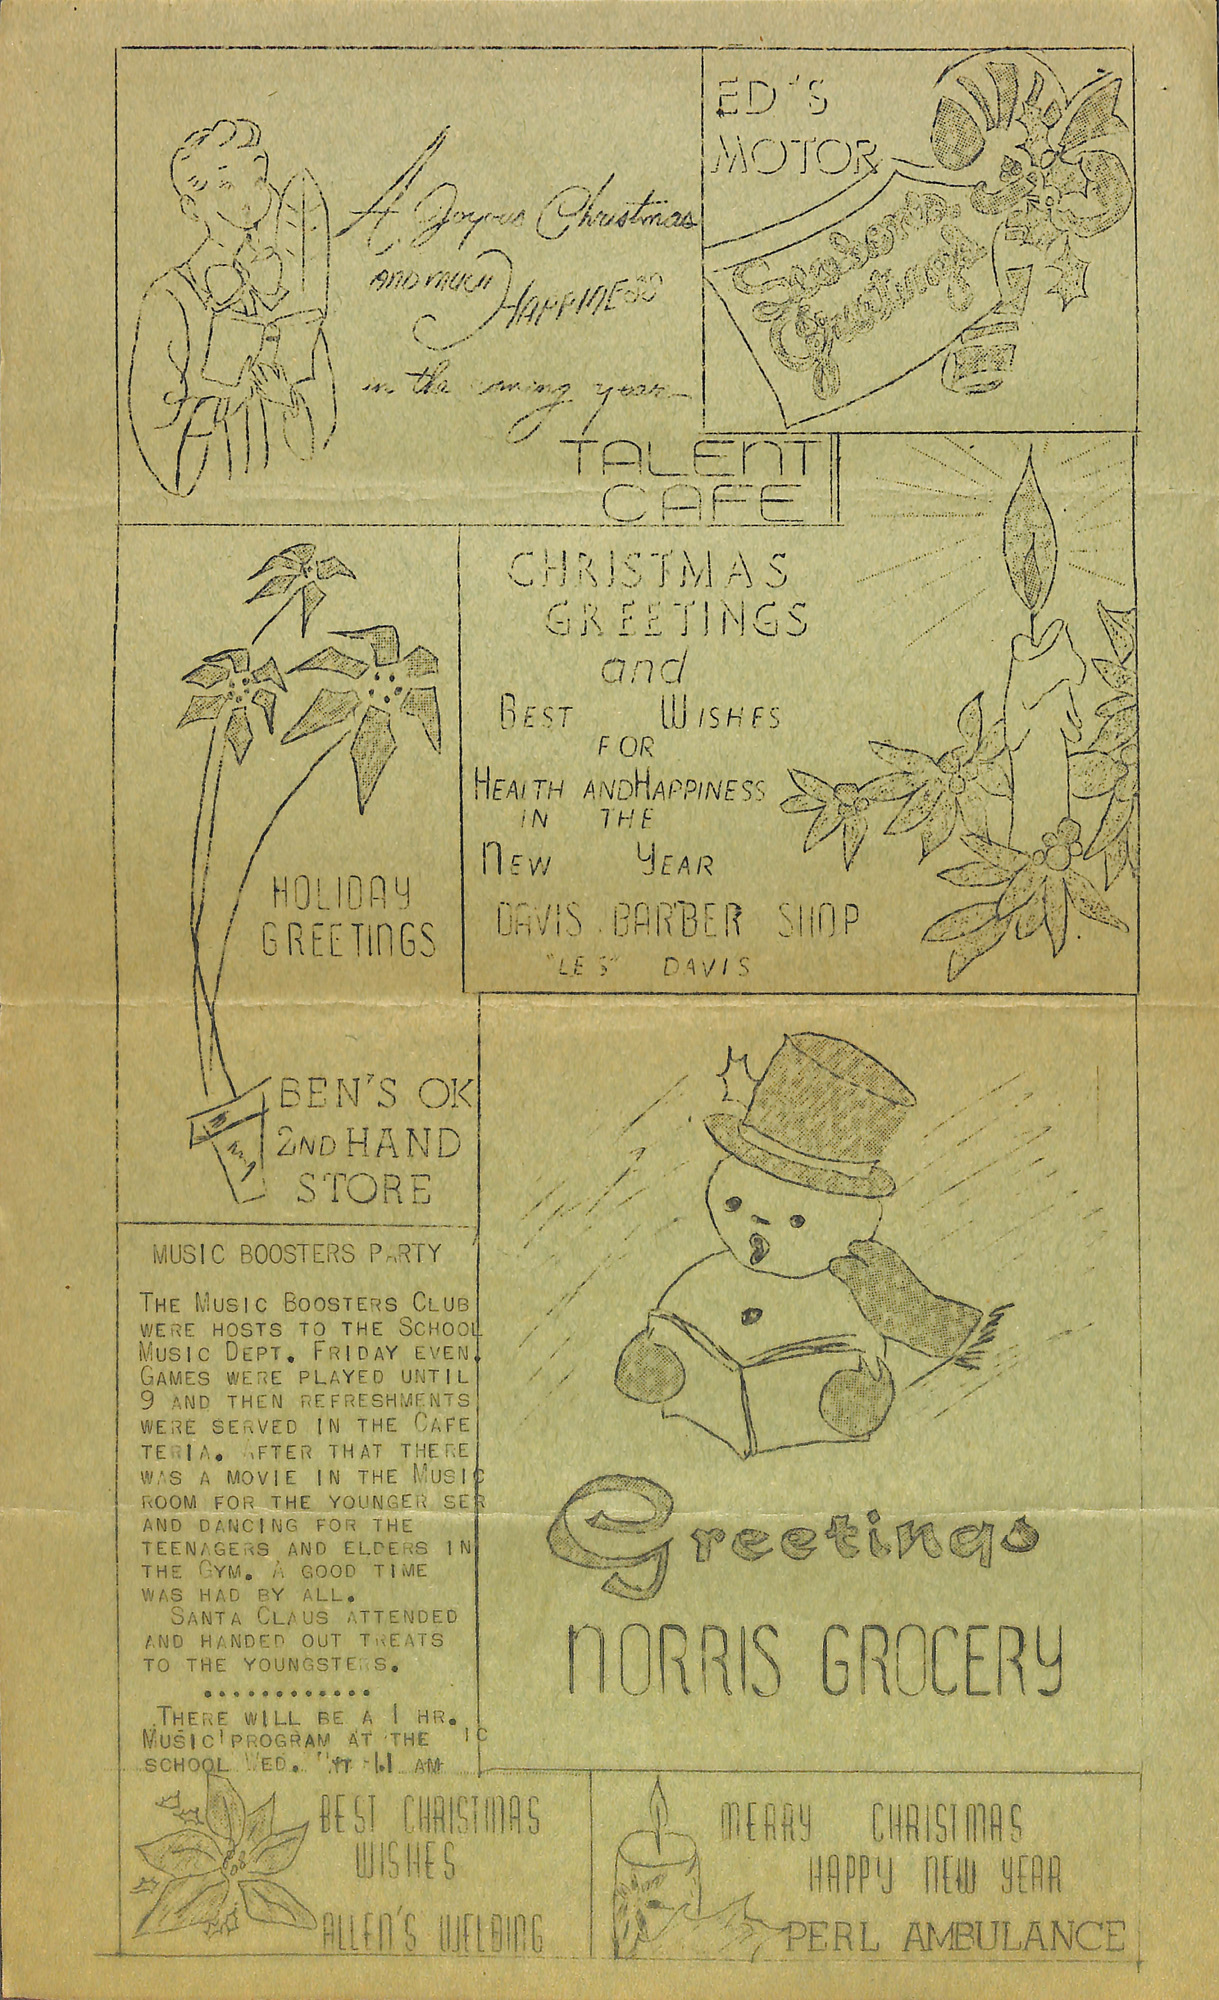 A Joyous Christmas
AND MUCH HAPPINESS
in the coming year
TALENT
CAFE
ED'S
MOTOR
Season's
Greetings
HOLIDAY
GREETINGS
BEN'S OK
2ND HAND
STORE
CHRISTMAS
GREETINGS
and
BEST WISHES
FOR
HEALTH AND HAPPINESS
IN THE
NEW YEAR
DAVIS BARBER SHOP
"LES" DAVIS
MUSIC BOOSTERS PARTY
THE MUSIC BOOSTERS CLUB
WERE HOSTS TO THE SCHOOL
MUSIC DEPT. FRIDAY EVEN.
GAMES WERE PLAYED UNTIL
9 AND THEN REFRESHMENTS
WERE SERVED IN THE CAFE
TERIA. AFTER THAT THERE
WAS A MOVIE IN THE MUSIC
ROOM FOR THE YOUNGER SER
AND DANCING FOR THE
TEENAGERS AND ELDERS IN
THE GYM. A GOOD TIME
WAS HAD BY ALL.
SANTA CLAUS ATTENDED
AND HANDED OUT TREATS
TO THE YOUNGSTERS.
............
THERE WILL BE A 1 HR.
MUSIC PROGRAM AT THE
SCHOOL WED. AM
Greetings
NORRIS GROCERY
BEST CHRISTMAS
WISHES
ALLEN'S WELDING
MERRY CHRISTMAS
HAPPY NEW YEAR
PERL AMBULANCE